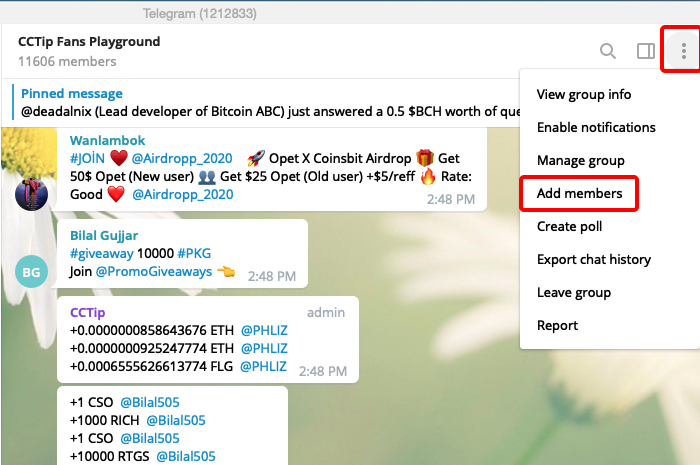 Telegram (1212833)
CCTip Fans Playground
11606 members
Pinned message
@deadalnix (Lead developer of Bitcoin ABC) just answered a 0.5 $BCH worth of que
View group info
Enable notifications
Manage group
Add members
Create poll
Export chat history
Leave group
Report
Wanlambok
#JOİN ❤️ @Airdropp_2020 🚀 Opet X Coinsbit Airdrop 🎁 Get
50$ Opet (New user) 👥 Get $25 Opet (Old user) +$5/reff 🔥 Rate:
Good ❤️ @Airdropp_2020
2:48 PM
BG
Bilal Gujjar
#giveaway 10000 #PKG
Join @PromoGiveaways 👈
2:48 PM
CCTip admin
+0.0000000858643676 ETH @PHLIZ
+0.0000000925247774 ETH @PHLIZ
+0.0006555626613774 FLG @PHLIZ
2:48 PM
+1 CSO @Bilal505
+1000 RICH @Bilal505
+1 CSO @Bilal505
+10000 RTGS @Bilal505